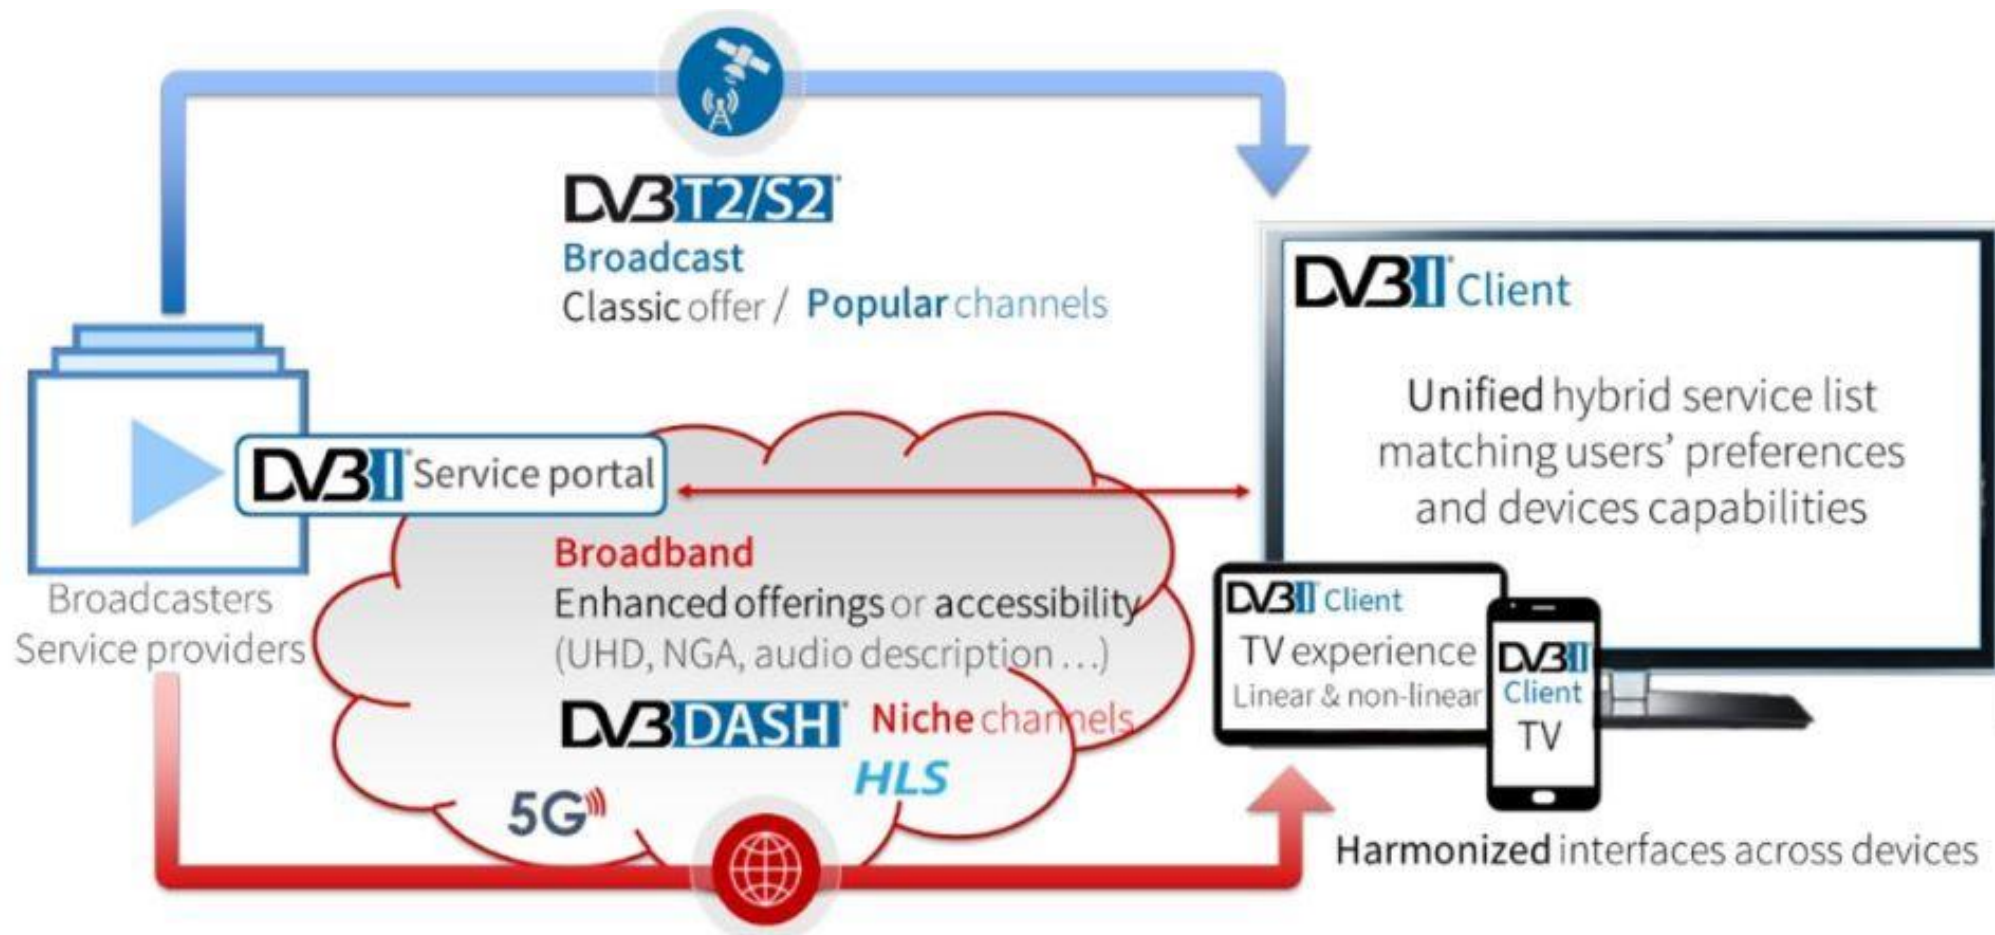 DVB T2/S2
Broadcast
Classic offer / Popular channels
DVB I Client
Unified hybrid service list
matching users' preferences
and devices capabilities
DVB I Service portal
Broadcasters
Service providers
Broadband
Enhanced offerings or accessibility
(UHD, NGA, audio description ...)
DVB DASH Niche channels
HLS
5G
DVB I Client
TV experience
Linear & non-linear
DVB I
Client
TV
Harmonized interfaces across devices